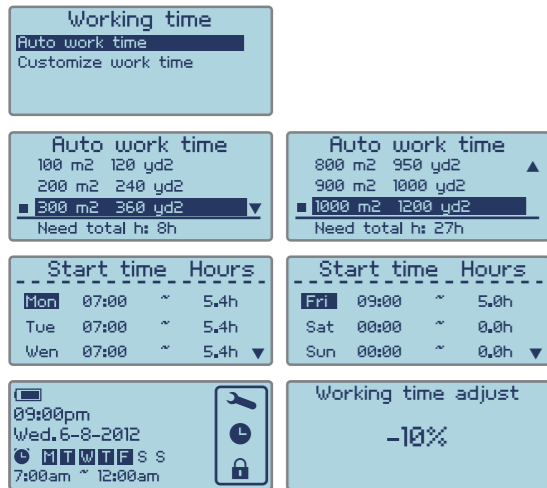 Working time
Auto work time
Customize work time
Auto work time
100 m2 120 yd2
200 m2 240 yd2
300 m2 360 yd2
Need total h: 8h
Auto work time
800 m2 950 yd2
900 m2 1000 yd2
1000 m2 1200 yd2
Need total h: 27h
Start time Hours
Mon 07:00 ~ 5.4h
Tue 07:00 ~ 5.4h
Wen 07:00 ~ 5.4h
Start time Hours
Fri 09:00 ~ 5.0h
Sat 00:00 ~ 0.0h
Sun 00:00 ~ 0.0h
09:00pm
Wed.6-8-2012
M T W T F S S
7:00am ~ 12:00am
Working time adjust
-10%